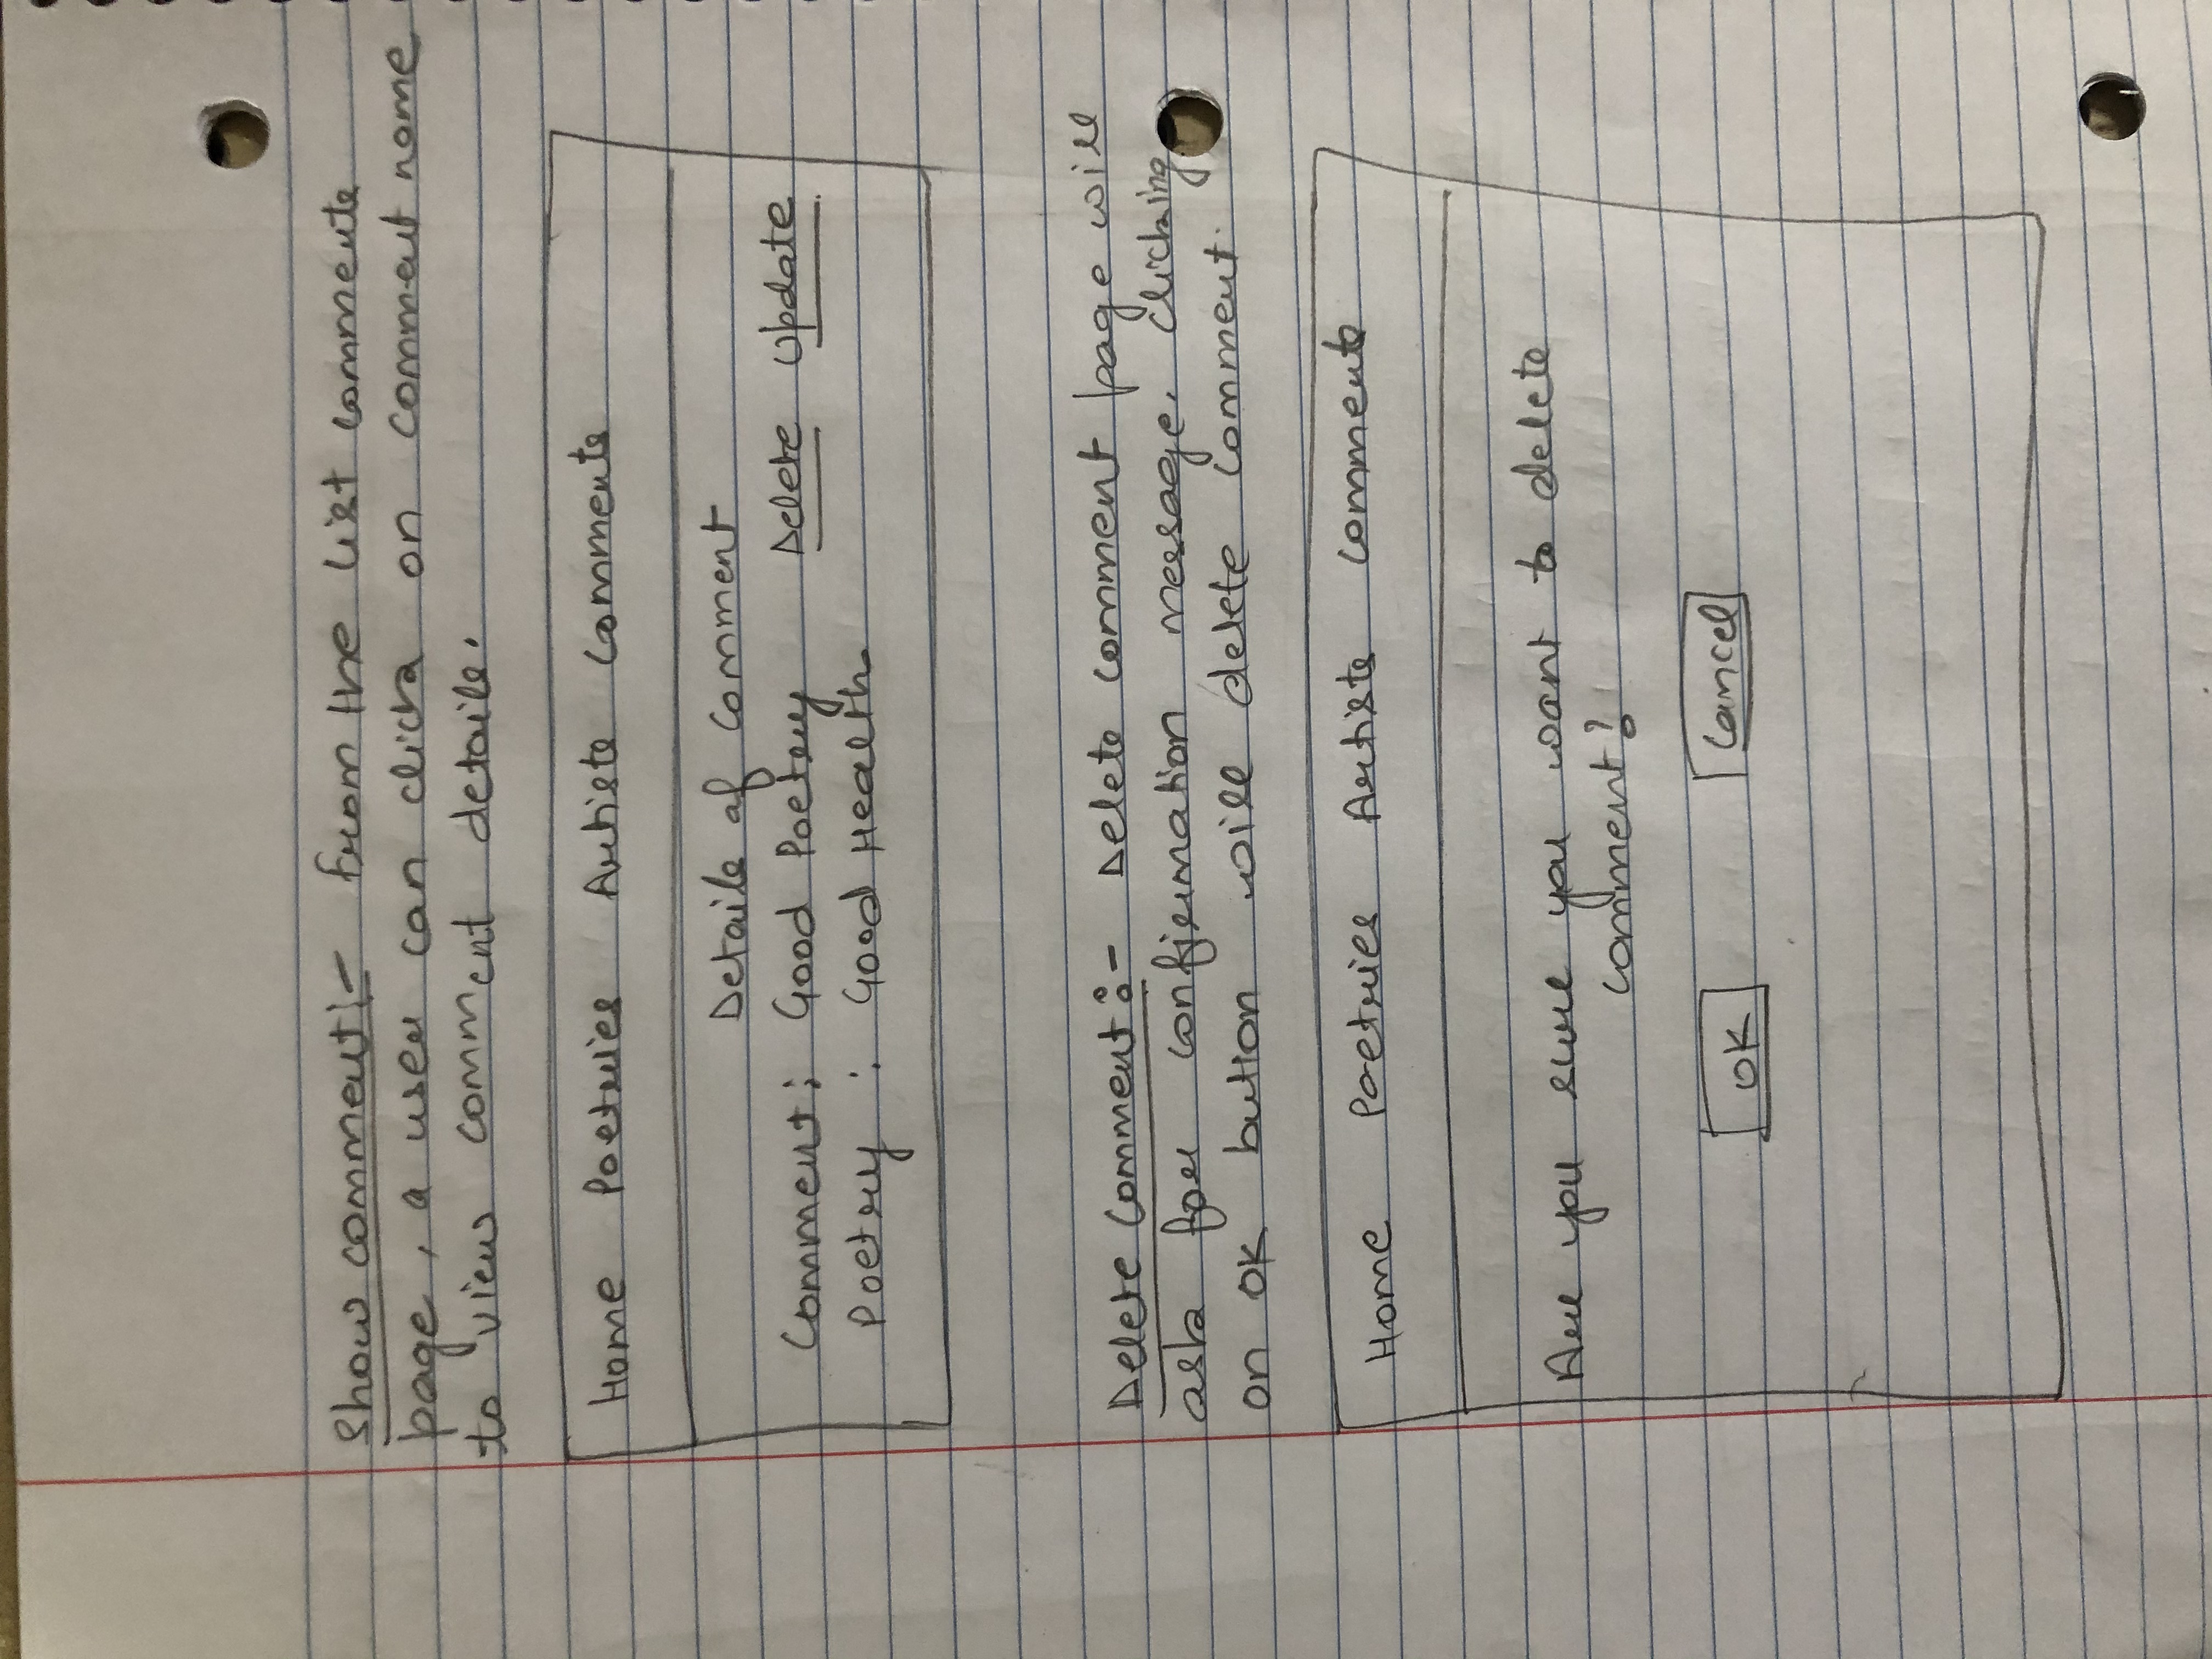 Show comment:- From the list comments
page, a user can click on comment name
to view comment details.
Home Poetries Artists Comments
Details of Comment
Comment: Good Poetry Delete Update
Poetry : Good Health
Delete Comment:- Delete comment page will
ask for confirmation message. Clicking
on OK button will delete comment.
Home Poetries Artists Comments
Are you sure you want to delete
comment?
OK Cancel